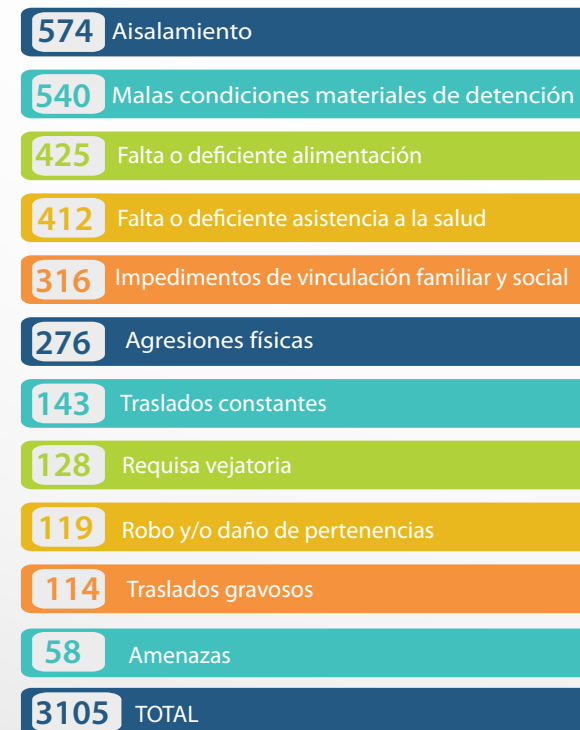 574 Aisalamiento
540 Malas condiciones materiales de detención
425 Falta o deficiente alimentación
412 Falta o deficiente asistencia a la salud
316 Impedimentos de vinculación familiar y social
276 Agresiones físicas
143 Traslados constantes
128 Requisa vejatoria
119 Robo y/o daño de pertenencias
114 Traslados gravosos
58 Amenazas
3105 TOTAL